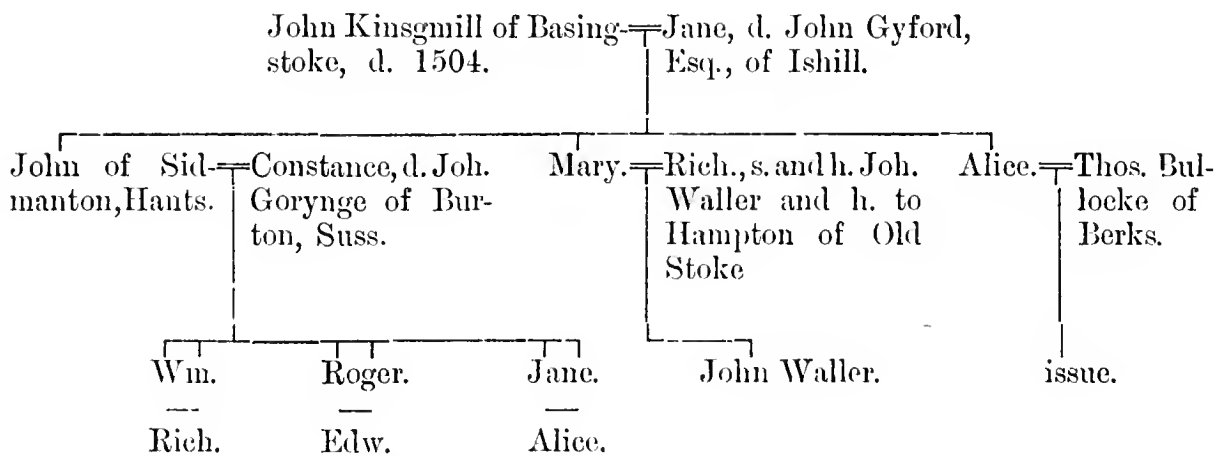 John Kinsgmill of Basing-
stoke, d. 1504.
Jane, d. John Gyford,
Esq., of Ishill.
John of Sid-
manton, Hants.
Constance, d. Joh.
Gorynge of Bur-
ton, Suss.
Mary.
Rich., s. and h. Joh.
Waller and h. to
Hampton of Old
Stoke
Alice.
Thos. Bul-
locke of
Berks.
Wm.
Roger.
Jane.
John Waller.
issue.
Rich.
Edw.
Alice.